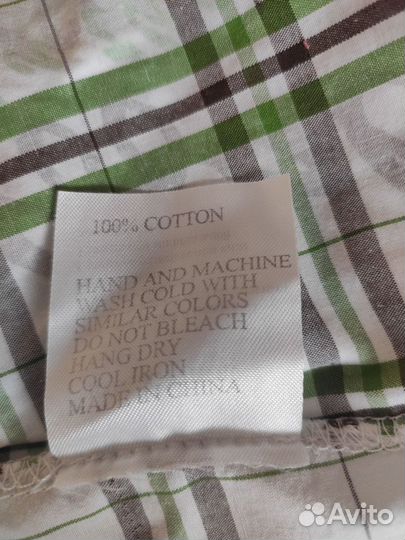 100% COTTON
HAND AND MACHINE
WASH COLD WITH
SIMILAR COLORS
DO NOT BLEACH
HANG DRY
COOL IRON
MADE IN CHINA
Avito